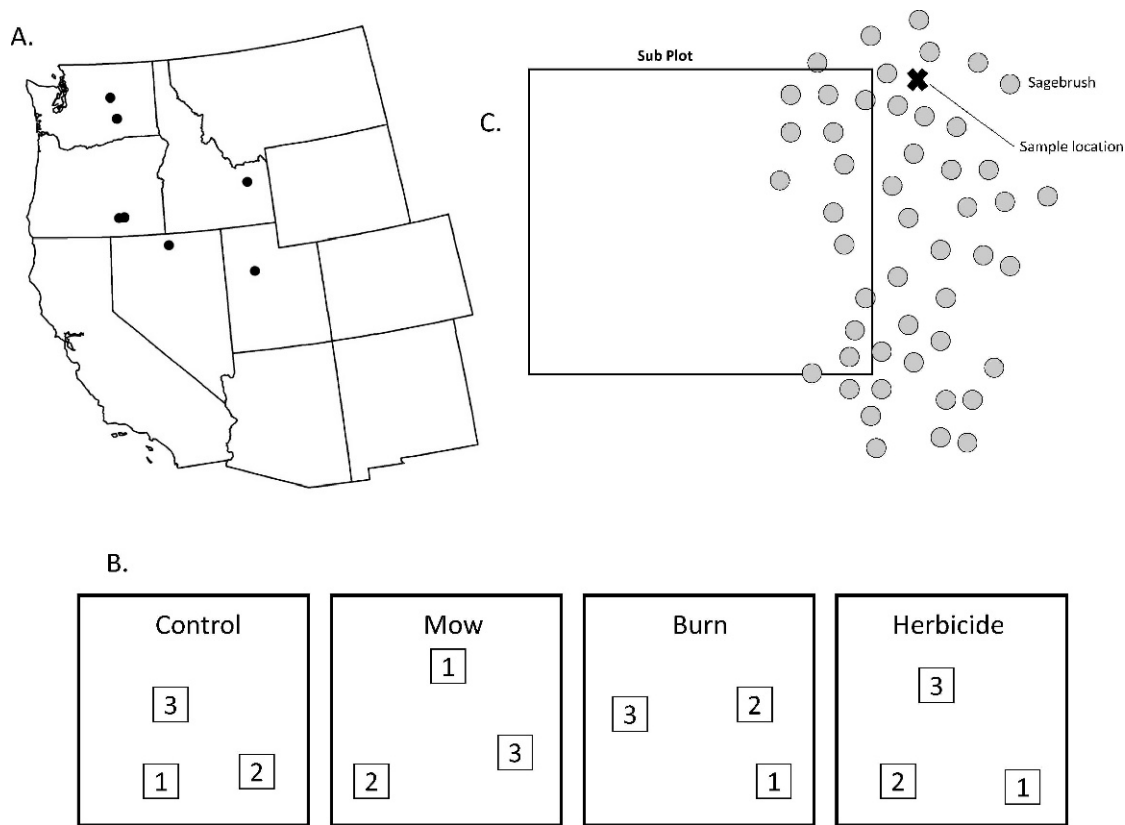 A.
Sub Plot
C.
Sagebrush
Sample location
B.
Control
Mow
Burn
Herbicide
3
1
2
1
3
2
3
2
1
3
2
1